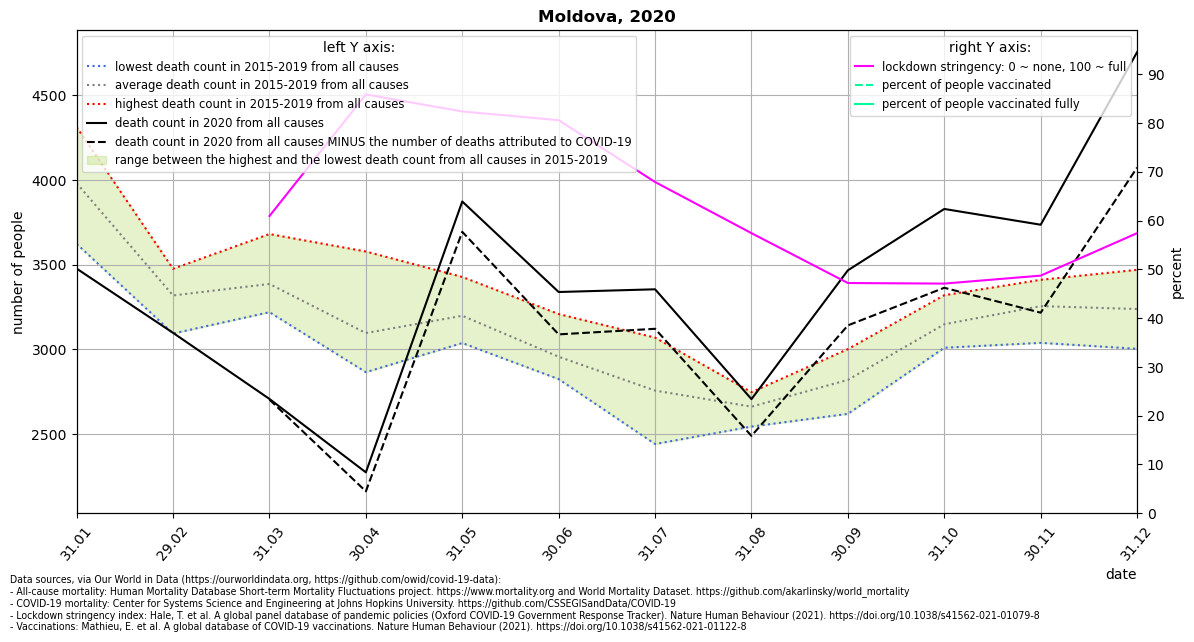 Moldova, 2020
left Y axis:
lowest death count in 2015-2019 from all causes
average death count in 2015-2019 from all causes
highest death count in 2015-2019 from all causes
death count in 2020 from all causes
death count in 2020 from all causes MINUS the number of deaths attributed to COVID-19
range between the highest and the lowest death count from all causes in 2015-2019
right Y axis:
lockdown stringency: 0 ~ none, 100 ~ full
percent of people vaccinated
percent of people vaccinated fully
number of people
4500
4000
3500
3000
2500
percent
90
80
70
60
50
40
30
20
10
0
31.01
29.02
31.03
30.04
31.05
30.06
31.07
31.08
30.09
31.10
30.11
31.12
date
Data sources, via Our World in Data (https://ourworldindata.org, https://github.com/owid/covid-19-data):
- All-cause mortality: Human Mortality Database Short-term Mortality Fluctuations project. https://www.mortality.org and World Mortality Dataset. https://github.com/akarlinsky/world_mortality
- COVID-19 mortality: Center for Systems Science and Engineering at Johns Hopkins University. https://github.com/CSSEGISandData/COVID-19
- Lockdown stringency index: Hale, T. et al. A global panel database of pandemic policies (Oxford COVID-19 Government Response Tracker). Nature Human Behaviour (2021). https://doi.org/10.1038/s41562-021-01079-8
- Vaccinations: Mathieu, E. et al. A global database of COVID-19 vaccinations. Nature Human Behaviour (2021). https://doi.org/10.1038/s41562-021-01122-8